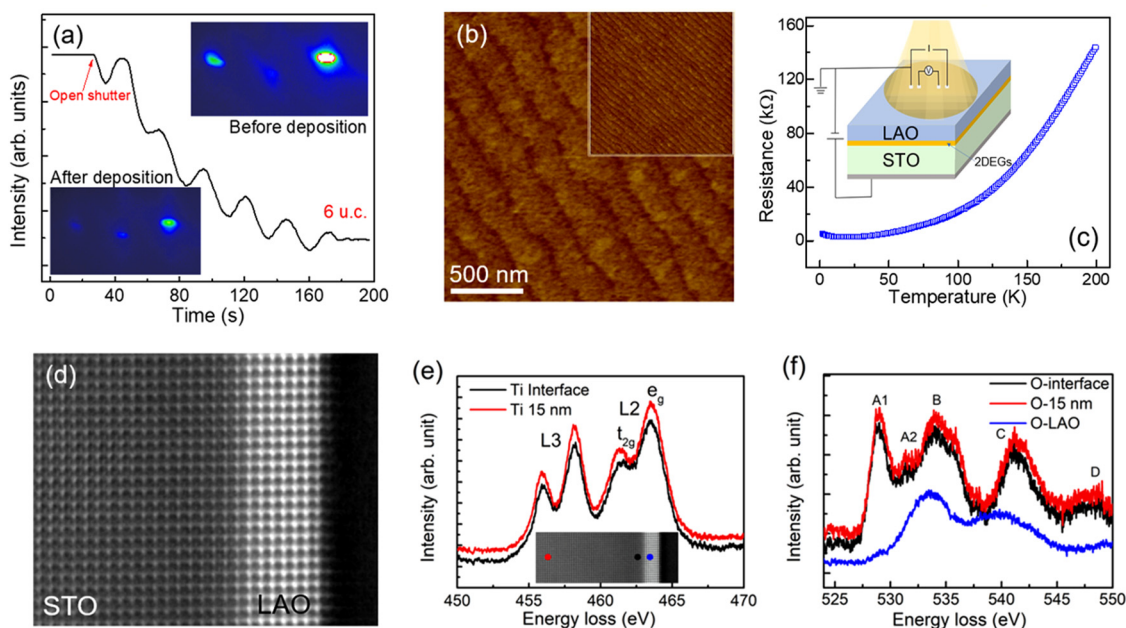 (a)
Open shutter
Before deposition
After deposition
6 u.c.
Intensity (arb. units)
0 40 80 120 160 200
Time (s)
(b)
500 nm
Resistance (kΩ)
160
120
80
40
0
I
V
LAO
STO
2DEGs
(c)
0 50 100 150 200
Temperature (K)
(d)
STO
LAO
(e)
Ti Interface
Ti 15 nm
L3
L2
t2g
eg
Intensity (arb. unit)
450 455 460 465 470
Energy loss (eV)
(f)
O-interface
O-15 nm
O-LAO
A1
A2
B
C
D
Intensity (arb. unit)
525 530 535 540 545 550
Energy loss (eV)